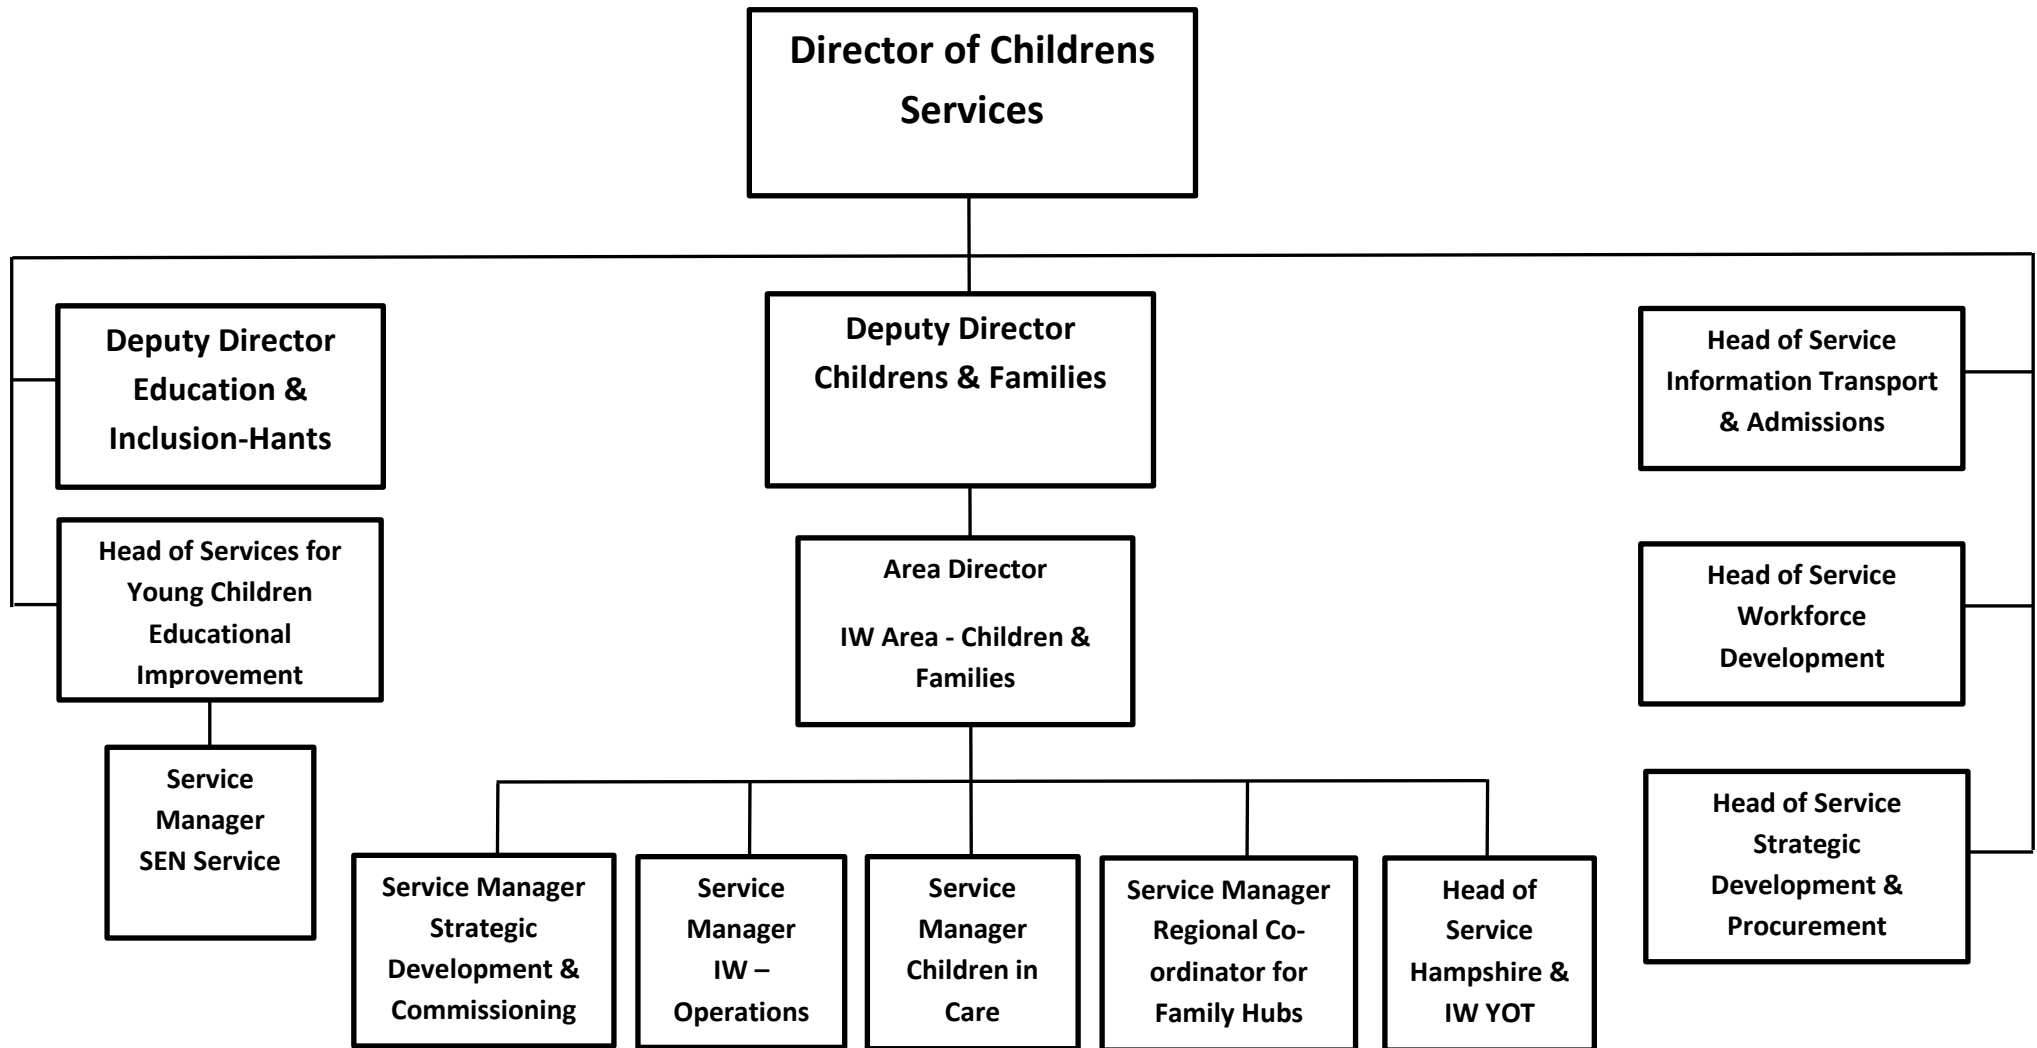 Director of Childrens
Services
Deputy Director
Education &
Inclusion-Hants
Deputy Director
Childrens & Families
Head of Service
Information Transport
& Admissions
Head of Services for
Young Children
Educational
Improvement
Area Director
IW Area - Children &
Families
Head of Service
Workforce
Development
Service
Manager
SEN Service
Service Manager
Strategic
Development &
Commissioning
Service
Manager
IW –
Operations
Service
Manager
Children in
Care
Service Manager
Regional Co-
ordinator for
Family Hubs
Head of
Service
Hampshire &
IW YOT
Head of Service
Strategic
Development &
Procurement